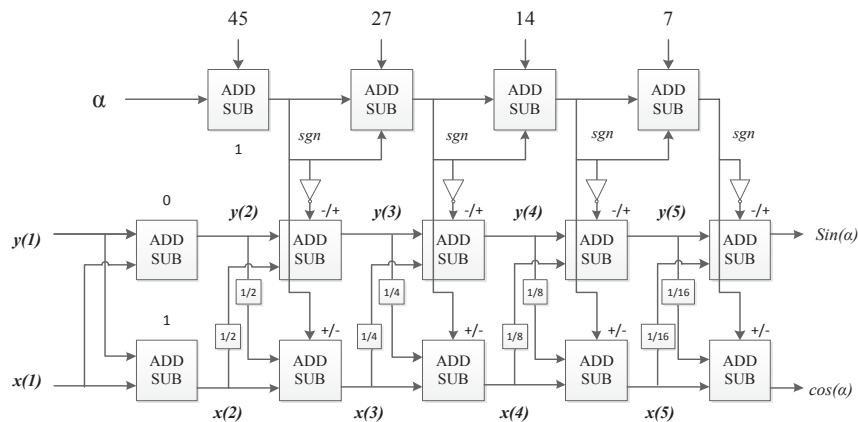 45 27 14 7
α ADD SUB ADD SUB ADD SUB ADD SUB
1 sgn sgn sgn sgn
0 y(2) -/+ y(3) -/+ y(4) -/+ y(5) -/+
y(1) ADD SUB ADD SUB ADD SUB ADD SUB ADD SUB Sin(α)
1/2 1/4 1/8 1/16
1 1/2 +/- 1/4 +/- 1/8 +/- 1/16 +/-
x(1) ADD SUB ADD SUB ADD SUB ADD SUB ADD SUB cos(α)
x(2) x(3) x(4) x(5)